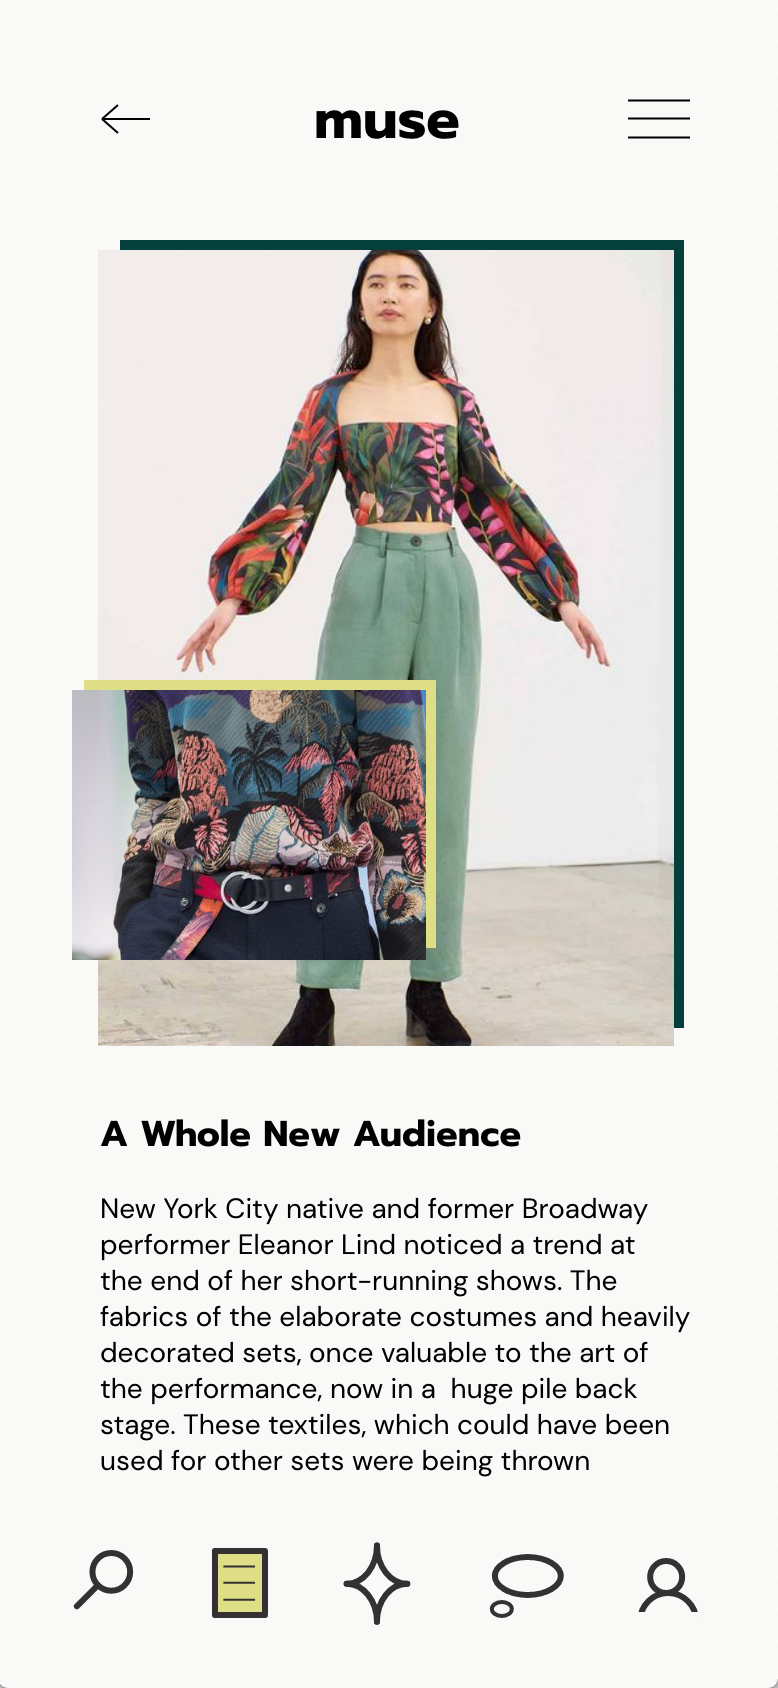 muse
A Whole New Audience
New York City native and former Broadway
performer Eleanor Lind noticed a trend at
the end of her short-running shows. The
fabrics of the elaborate costumes and heavily
decorated sets, once valuable to the art of
the performance, now in a  huge pile back
stage. These textiles, which could have been
used for other sets were being thrown